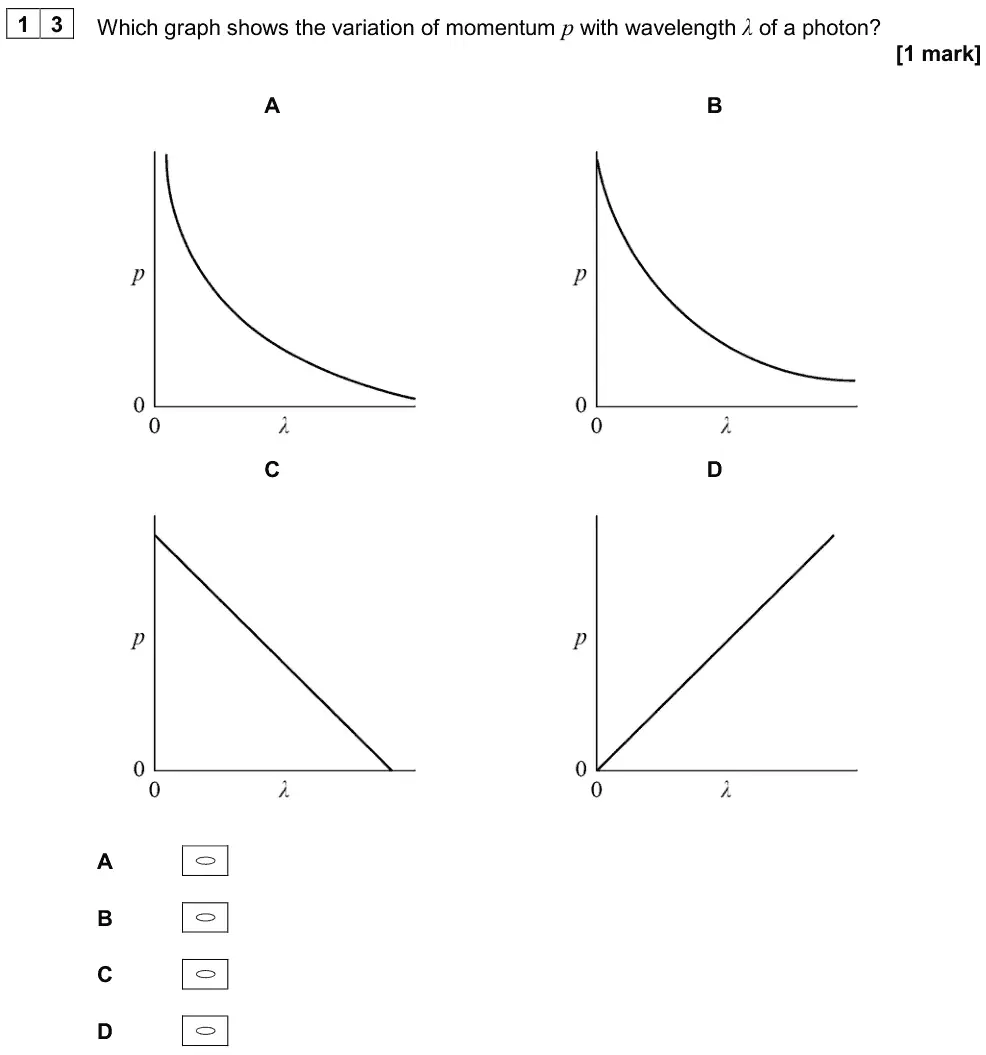 1 3 Which graph shows the variation of momentum p with wavelength λ of a photon?
[1 mark]
A B
p p
0 0
0 λ 0 λ
C D
p p
0 0
0 λ 0 λ
A
B
C
D